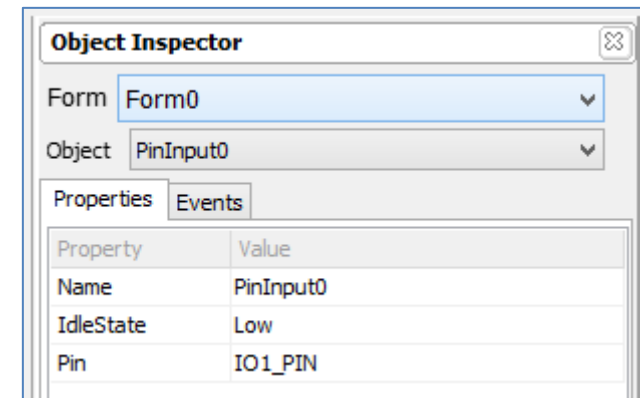 Object Inspector
Form Form0
Object PinInput0
Properties Events
Property Value
Name PinInput0
IdleState Low
Pin IO1_PIN